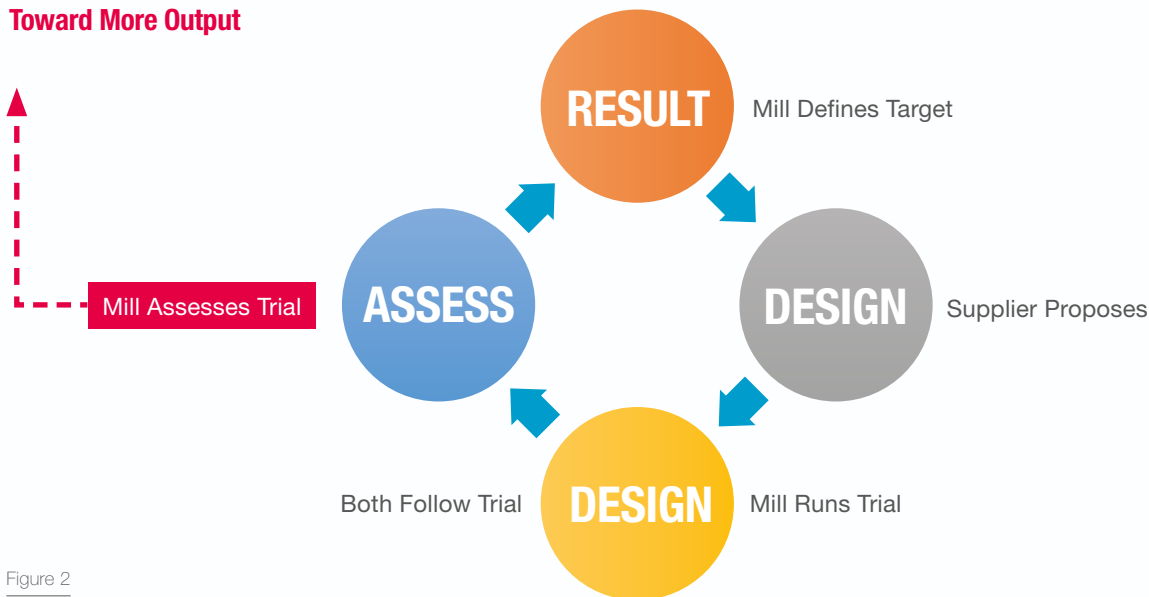 Toward More Output
RESULT
Mill Defines Target
Mill Assesses Trial
ASSESS
DESIGN
Supplier Proposes
Both Follow Trial
DESIGN
Mill Runs Trial
Figure 2